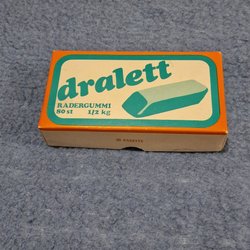 dralett
RADERGUMMI
80 st 1/2 kg